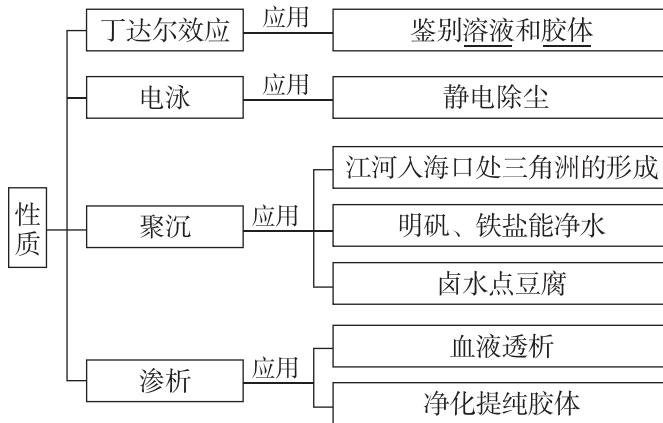 丁达尔效应
应用
鉴别溶液和胶体
电泳
应用
静电除尘
性质
聚沉
应用
江河入海口处三角洲的形成
明矾、铁盐能净水
卤水点豆腐
渗析
应用
血液透析
净化提纯胶体